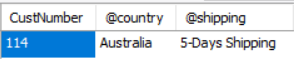 CustNumber @country @shipping
114 Australia 5-Days Shipping